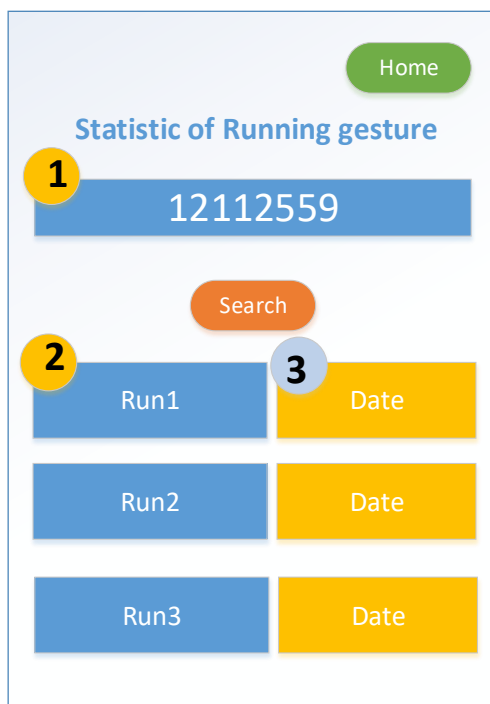 Home
Statistic of Running gesture
1
12112559
Search
2
3
Run1 Date
Run2 Date
Run3 Date